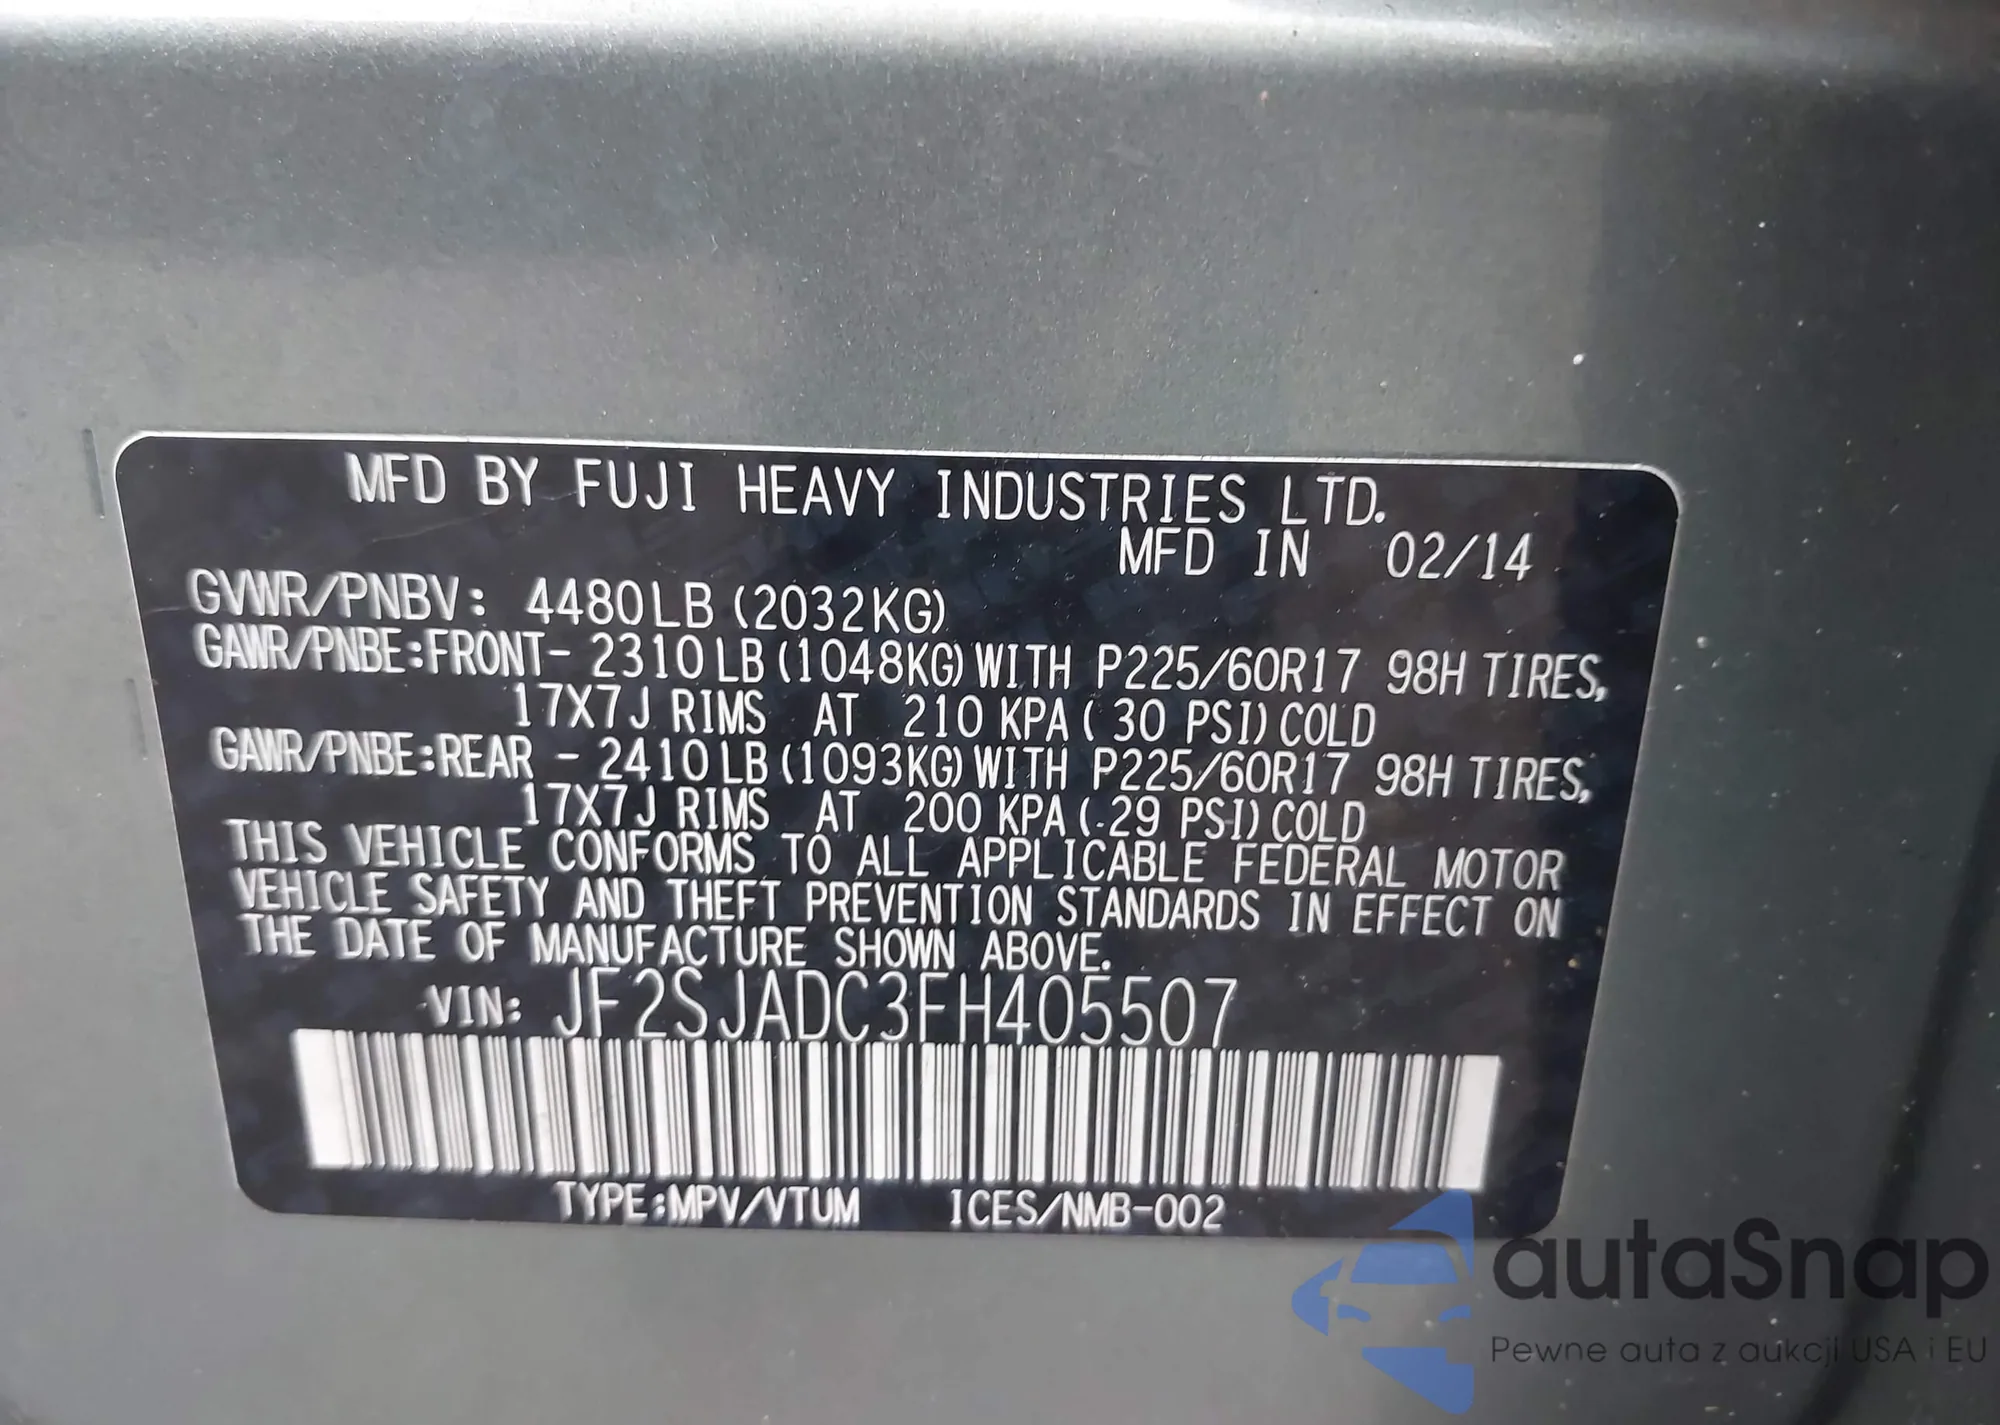 MFD BY FUJI HEAVY INDUSTRIES LTD.
MFD IN 02/14
GVWR/PNBV: 4480LB (2032KG)
GAWR/PNBE:FRONT- 2310LB (1048KG) WITH P225/60R17 98H TIRES,
17X7J RIMS AT 210 KPA ( 30 PSI) COLD
GAWR/PNBE:REAR - 2410LB (1093KG) WITH P225/60R17 98H TIRES,
17X7J RIMS AT 200 KPA ( 29 PSI) COLD
THIS VEHICLE CONFORMS TO ALL APPLICABLE FEDERAL MOTOR
VEHICLE SAFETY AND THEFT PREVENTION STANDARDS IN EFFECT ON
THE DATE OF MANUFACTURE SHOWN ABOVE.
VIN: JF2SJADC3FH405507
TYPE:MPV/VTUM ICES/NMB-002
autaSnap
Pewne auta z aukcji USA i EU